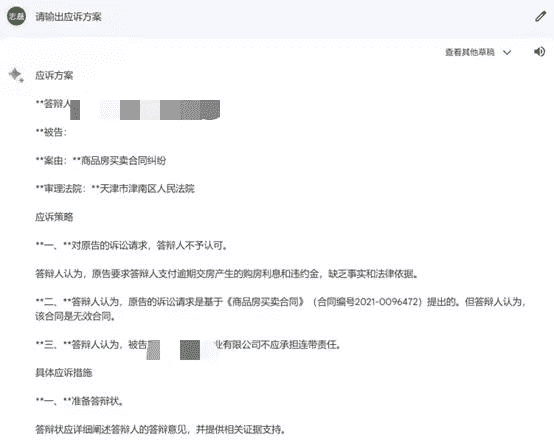 志磊
请输出应诉方案
查看其他草稿
应诉方案
**答辩人
**被告：
**案由：**商品房买卖合同纠纷
**审理法院：**天津市津南区人民法院
应诉策略
**一、**对原告的诉讼请求，答辩人不予认可。
答辩人认为，原告要求答辩人支付逾期交房产生的购房利息和违约金，缺乏事实和法律依据。
**二、**答辩人认为，原告的诉讼请求是基于《商品房买卖合同》（合同编号2021-0096472）提出的。但答辩人认为，
该合同是无效合同。
**三、**答辩人认为，被告 业有限公司不应承担连带责任。
具体应诉措施
**一、**准备答辩状。
答辩状应详细阐述答辩人的答辩意见，并提供相关证据支持。